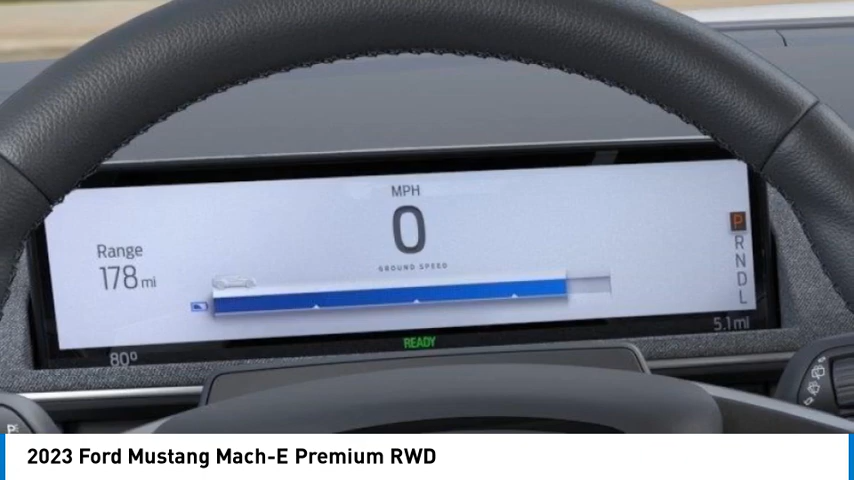 MPH
0
GROUND SPEED
Range
178 mi
P
R
N
D
L
5.1 mi
READY
80°
P
2023 Ford Mustang Mach-E Premium RWD